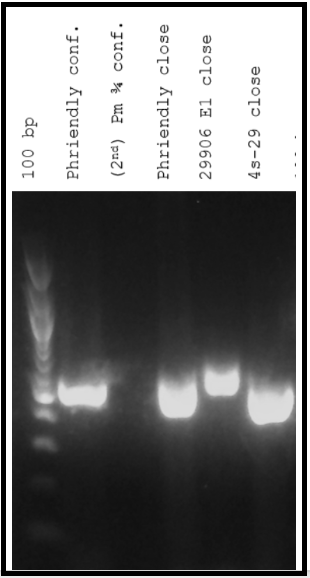 100 bp
Phriendly conf.
(2nd) Pm ¾ conf.
Phriendly close
29906 E1 close
4s-29 close